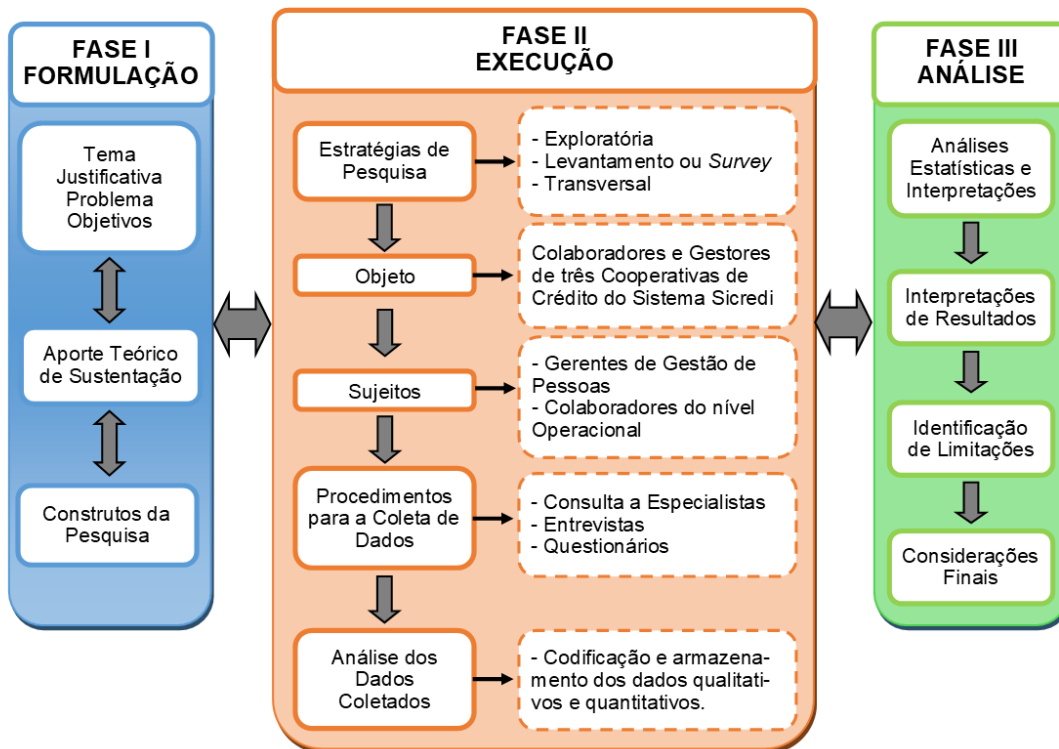 FASE I
FORMULAÇÃO
Tema
Justificativa
Problema
Objetivos
Aporte Teórico
de Sustentação
Construtos da
Pesquisa
FASE II
EXECUÇÃO
Estratégias de
Pesquisa
- Exploratória
- Levantamento ou Survey
- Transversal
Objeto
Colaboradores e Gestores
de três Cooperativas de
Crédito do Sistema Sicredi
Sujeitos
- Gerentes de Gestão de
Pessoas
- Colaboradores do nível
Operacional
Procedimentos
para a Coleta de
Dados
- Consulta a Especialistas
- Entrevistas
- Questionários
Análise dos
Dados
Coletados
- Codificação e armazena-
mento dos dados qualitati-
vos e quantitativos.
FASE III
ANÁLISE
Análises
Estatísticas e
Interpretações
Interpretações
de Resultados
Identificação
de Limitações
Considerações
Finais